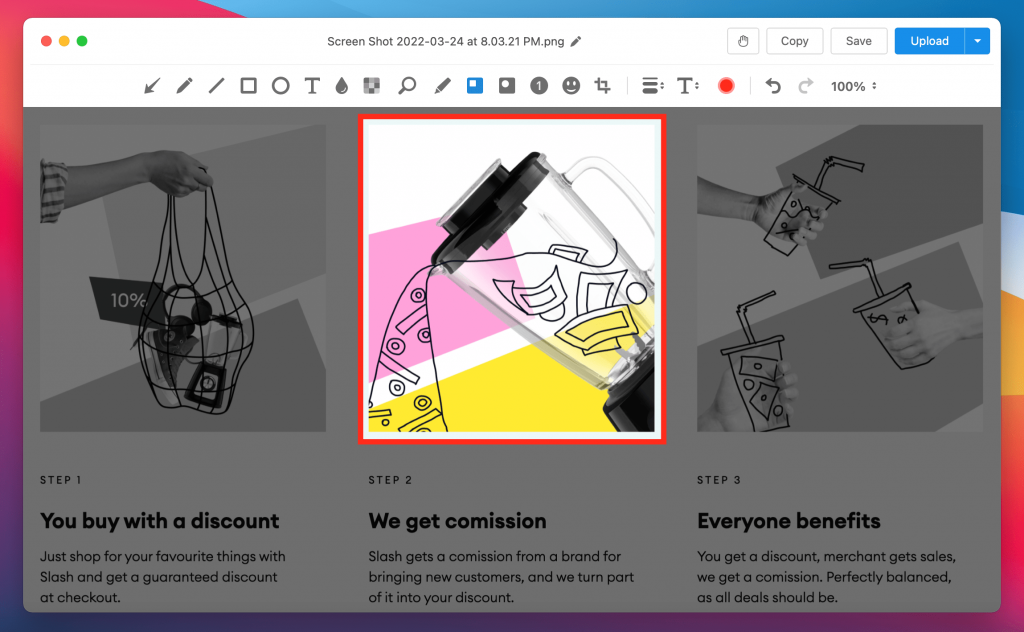 Screen Shot 2022-03-24 at 8.03.21 PM.png
Copy
Save
Upload
T
1
T
100%
10%
STEP 1
You buy with a discount
Just shop for your favourite things with
Slash and get a guaranteed discount
at checkout.
STEP 2
We get comission
Slash gets a comission from a brand for
bringing new customers, and we turn part
of it into your discount.
STEP 3
Everyone benefits
You get a discount, merchant gets sales,
we get a comission. Perfectly balanced,
as all deals should be.